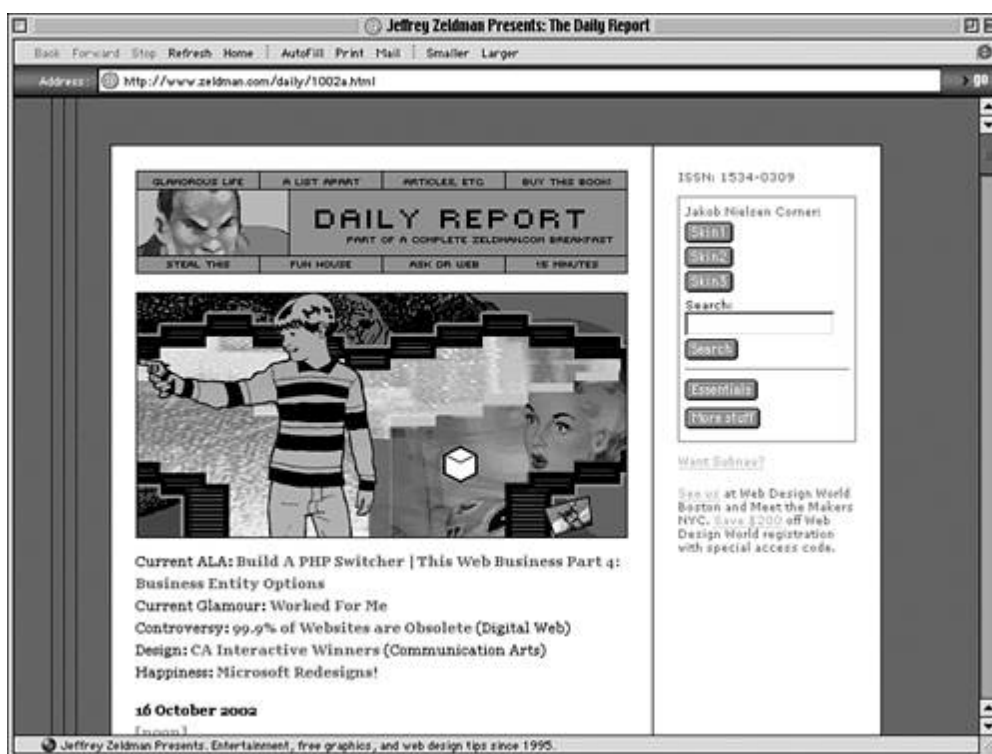 Jeffrey Zeldman Presents: The Daily Report
Back Forward Stop Refresh Home AutoFill Print Mail Smaller Larger
Address: http://www.zeldman.com/daily/1002a.html go
GLAMOROUS LIFE A LIST APART ARTICLES, ETC BUY THIS BOOK!
DAILY REPORT
PART OF A COMPLETE ZELDMAN.COM BREAKFAST
STEAL THIS FUN HOUSE ASK DR WEB 15 MINUTES
Current ALA: Build A PHP Switcher | This Web Business Part 4:
Business Entity Options
Current Glamour: Worked For Me
Controversy: 99.9% of Websites are Obsolete (Digital Web)
Design: CA Interactive Winners (Communication Arts)
Happiness: Microsoft Redesigns!
16 October 2002
[noon]
ISSN: 1534-0309
Jakob Nielsen Corner:
Skin1
Skin2
Skin3
Search:
Search
Essentials
More stuff
Want Subnav?
See us at Web Design World
Boston and Meet the Makers
NYC. Save $200 off Web
Design World registration
with special access code.
Jeffrey Zeldman Presents. Entertainment, free graphics, and web design tips since 1995.